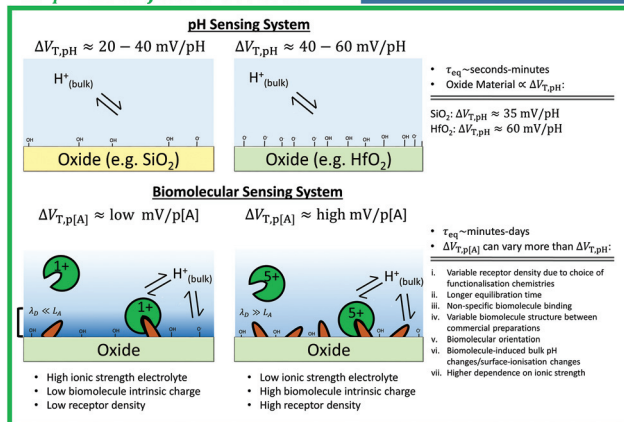 pH Sensing System
ΔV_T,pH ≈ 20 − 40 mV/pH
ΔV_T,pH ≈ 40 − 60 mV/pH
H⁺(bulk)
H⁺(bulk)
OH OH OH OH O⁻ O⁻
Oxide (e.g. SiO₂)
Oxide (e.g. HfO₂)
• τ_eq~seconds-minutes
• Oxide Material ∝ ΔV_T,pH:
SiO₂: ΔV_T,pH ≈ 35 mV/pH
HfO₂: ΔV_T,pH ≈ 60 mV/pH
Biomolecular Sensing System
ΔV_T,p[A] ≈ low mV/p[A]
ΔV_T,p[A] ≈ high mV/p[A]
1+
H⁺(bulk)
1+
λ_D ≪ L_A
Oxide
5+
H⁺(bulk)
5+
λ_D ≫ L_A
Oxide
• High ionic strength electrolyte
• Low biomolecule intrinsic charge
• Low receptor density
• Low ionic strength electrolyte
• High biomolecule intrinsic charge
• High receptor density
• τ_eq~minutes-days
• ΔV_T,p[A] can vary more than ΔV_T,pH:
i. Variable receptor density due to choice of
functionalisation chemistries
ii. Longer equilibration time
iii. Non-specific biomolecule binding
iv. Variable biomolecule structure between
commercial preparations
v. Biomolecular orientation
vi. Biomolecule-induced bulk pH
changes/surface-ionisation changes
vii. Higher dependence on ionic strength